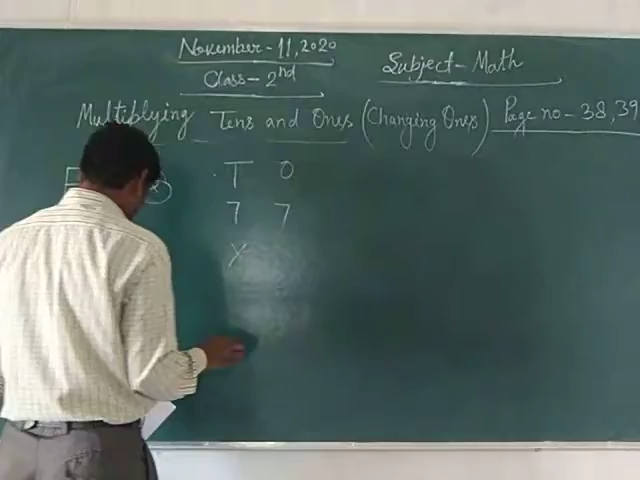 November-11,2020
Class-2nd
Subject-Math
Multiplying Tens and Ones (Changing Ones) Page no-38,39
T O
7 7
X